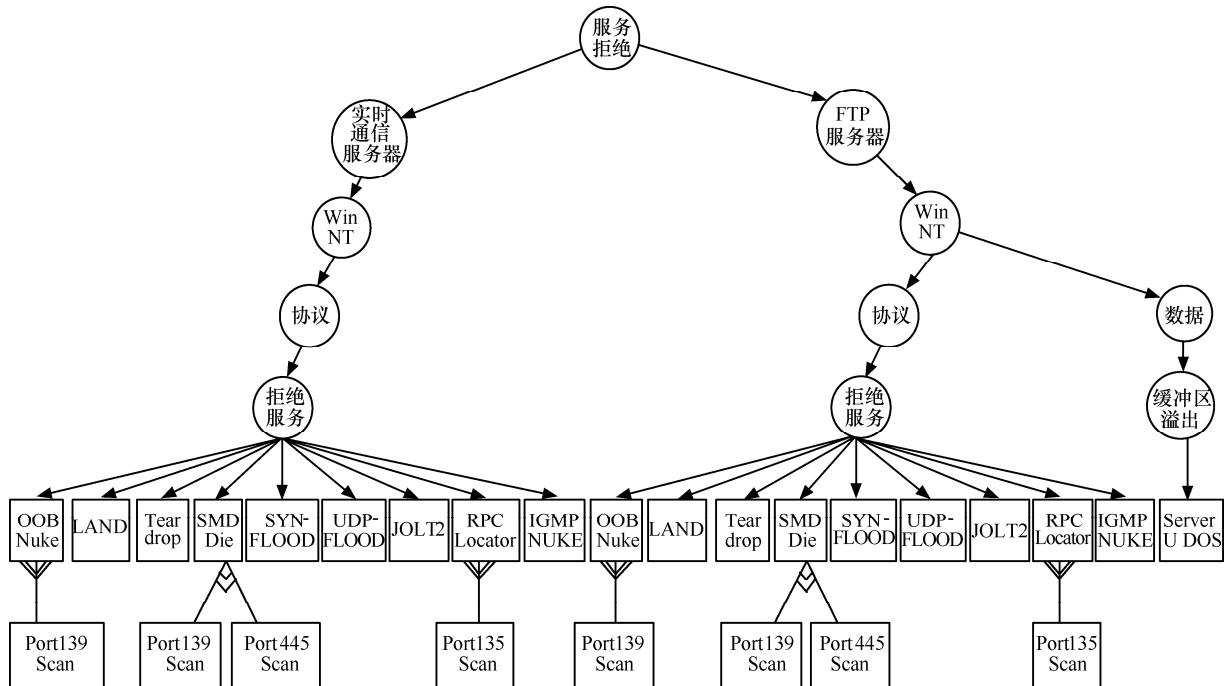 服务
拒绝
实时
通信
服务器
FTP
服务器
Win
NT
Win
NT
协议
协议
数据
拒绝
服务
拒绝
服务
缓冲区
溢出
OOB
Nuke
LAND
Tear
drop
SMD
Die
SYN-
FLOOD
UDP-
FLOOD
JOLT2
RPC
Locator
IGMP
NUKE
OOB
Nuke
LAND
Tear
drop
SMD
Die
SYN-
FLOOD
UDP-
FLOOD
JOLT2
RPC
Locator
IGMP
NUKE
Server
U DOS
Port139
Scan
Port139
Scan
Port445
Scan
Port135
Scan
Port139
Scan
Port139
Scan
Port445
Scan
Port135
Scan